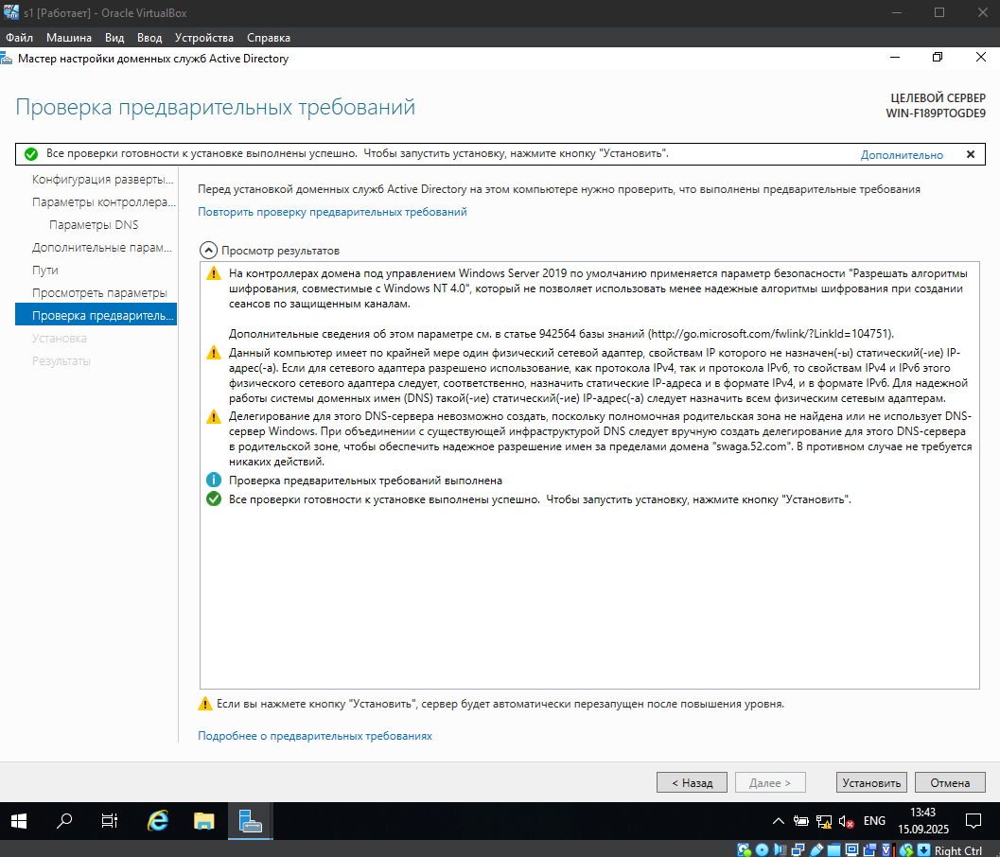 s1 [Работает] - Oracle VirtualBox
Файл Машина Вид Ввод Устройства Справка
Мастер настройки доменных служб Active Directory
Проверка предварительных требований
ЦЕЛЕВОЙ СЕРВЕР
WIN-F189PTOGDE9
Все проверки готовности к установке выполнены успешно. Чтобы запустить установку, нажмите кнопку "Установить".
Дополнительно
Конфигурация разверты...
Параметры контроллера...
Параметры DNS
Дополнительные парам...
Пути
Просмотреть параметры
Проверка предваритель...
Установка
Результаты
Перед установкой доменных служб Active Directory на этом компьютере нужно проверить, что выполнены предварительные требования
Повторить проверку предварительных требований
Просмотр результатов
На контроллерах домена под управлением Windows Server 2019 по умолчанию применяется параметр безопасности "Разрешать алгоритмы
шифрования, совместимые с Windows NT 4.0", который не позволяет использовать менее надежные алгоритмы шифрования при создании
сеансов по защищенным каналам.
Дополнительные сведения об этом параметре см. в статье 942564 базы знаний (http://go.microsoft.com/fwlink/?LinkId=104751).
Данный компьютер имеет по крайней мере один физический сетевой адаптер, свойствам IP которого не назначен(-ы) статический(-ие) IP-
адрес(-а). Если для сетевого адаптера разрешено использование, как протокола IPv4, так и протокола IPv6, то свойствам IPv4 и IPv6 этого
физического сетевого адаптера следует, соответственно, назначить статические IP-адреса и в формате IPv4, и в формате IPv6. Для надежной
работы системы доменных имен (DNS) такой(-ие) статический(-ие) IP-адрес(-а) следует назначить всем физическим сетевым адаптерам.
Делегирование для этого DNS-сервера невозможно создать, поскольку полномочная родительская зона не найдена или не использует DNS-
сервер Windows. При объединении с существующей инфраструктурой DNS следует вручную создать делегирование для этого DNS-сервера
в родительской зоне, чтобы обеспечить надежное разрешение имен за пределами домена "swaga.52.com". В противном случае не требуется
никаких действий.
Проверка предварительных требований выполнена
Все проверки готовности к установке выполнены успешно. Чтобы запустить установку, нажмите кнопку "Установить".
Если вы нажмете кнопку "Установить", сервер будет автоматически перезапущен после повышения уровня.
Подробнее о предварительных требованиях
< Назад Далее > Установить Отмена
ENG
13:43
15.09.2025
Right Ctrl